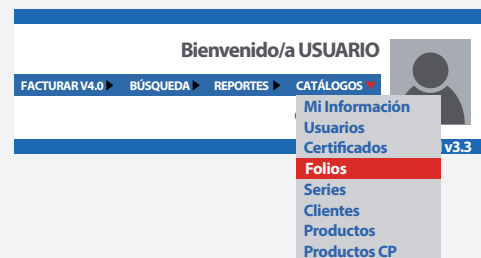 Bienvenido/a USUARIO
FACTURAR V4.0 BÚSQUEDA REPORTES CATÁLOGOS
Mi Información
Usuarios
Certificados
v3.3
Folios
Series
Clientes
Productos
Productos CP